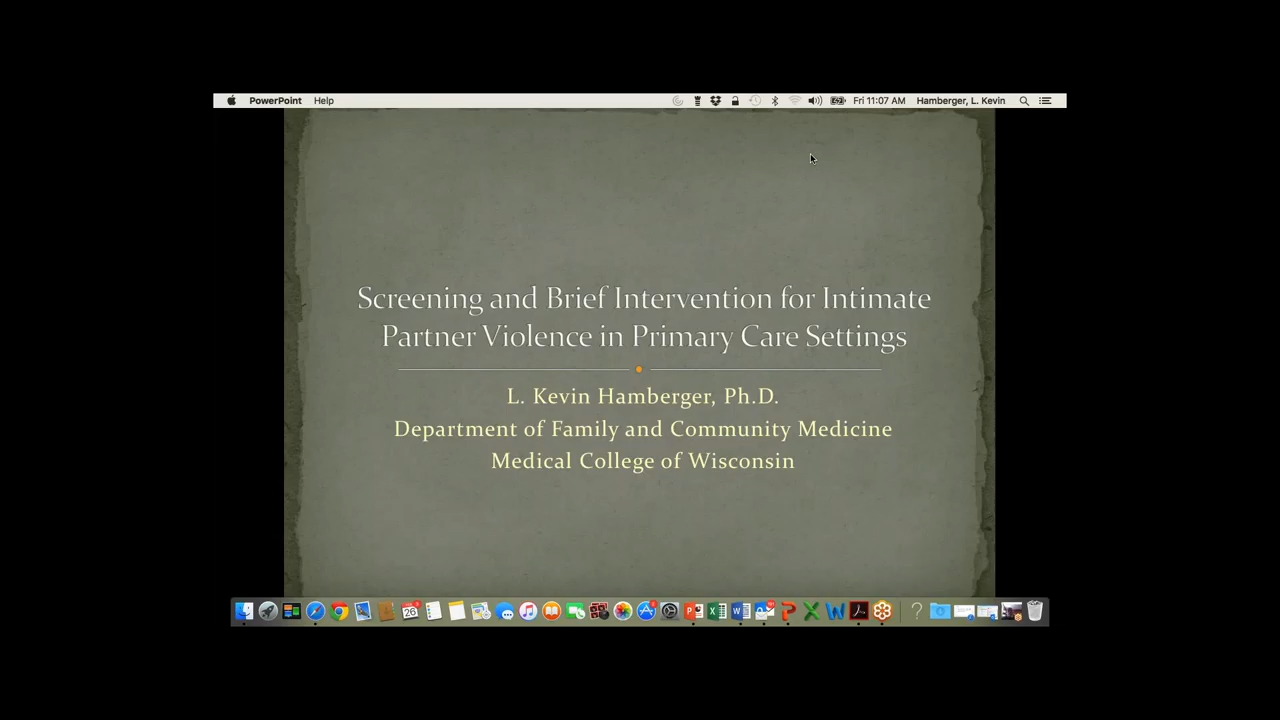 PowerPoint Help Fri 11:07 AM Hamberger, L. Kevin
Screening and Brief Intervention for Intimate
Partner Violence in Primary Care Settings
L. Kevin Hamberger, Ph.D.
Department of Family and Community Medicine
Medical College of Wisconsin
26